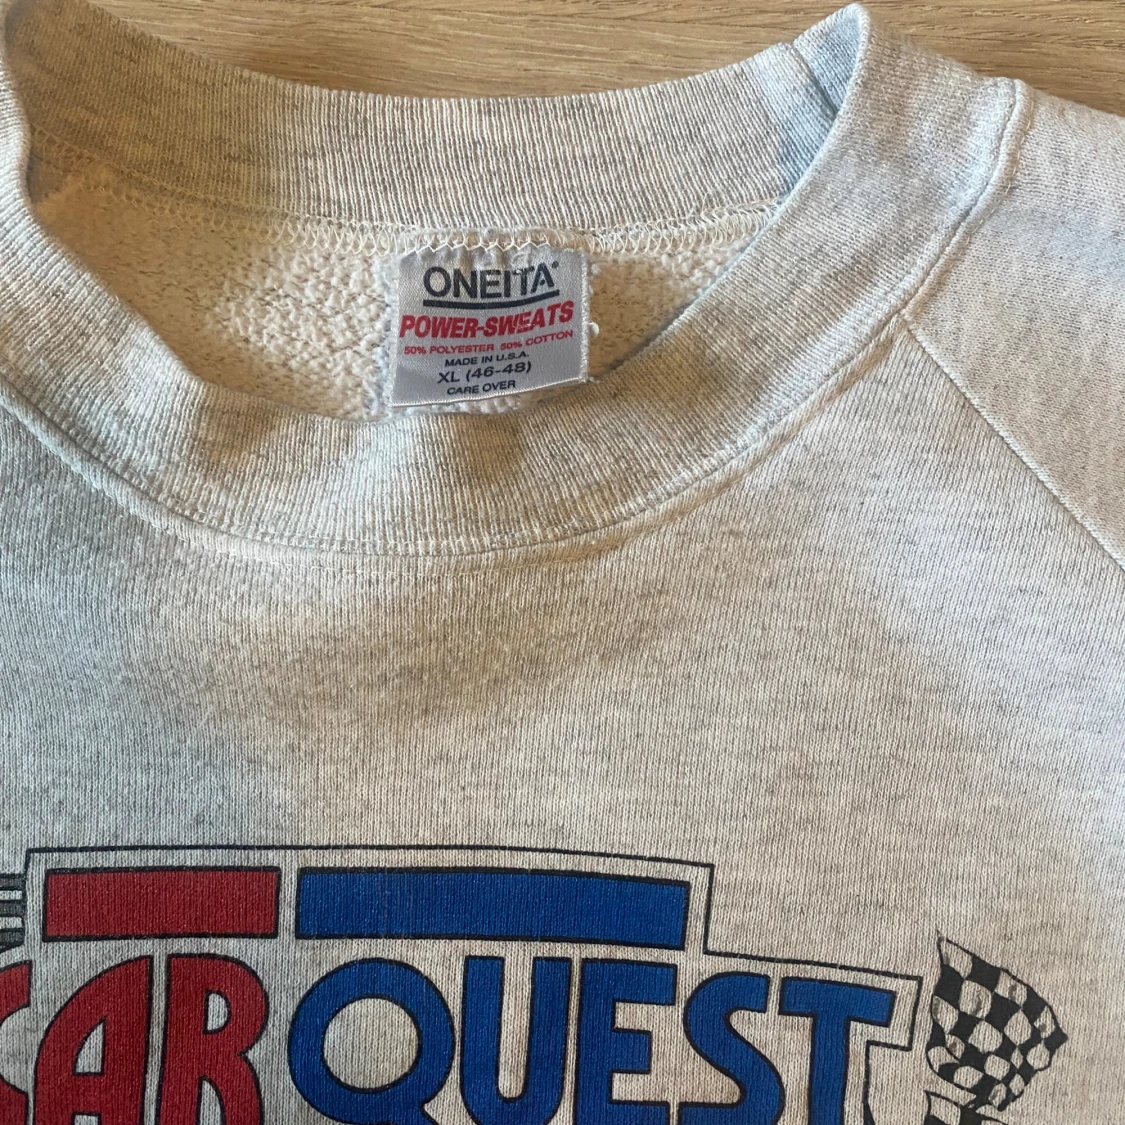 ONEITA®
POWER-SWEATS
50% POLYESTER 50% COTTON
MADE IN U.S.A.
XL (46-48)
CARE OVER
CARQUEST